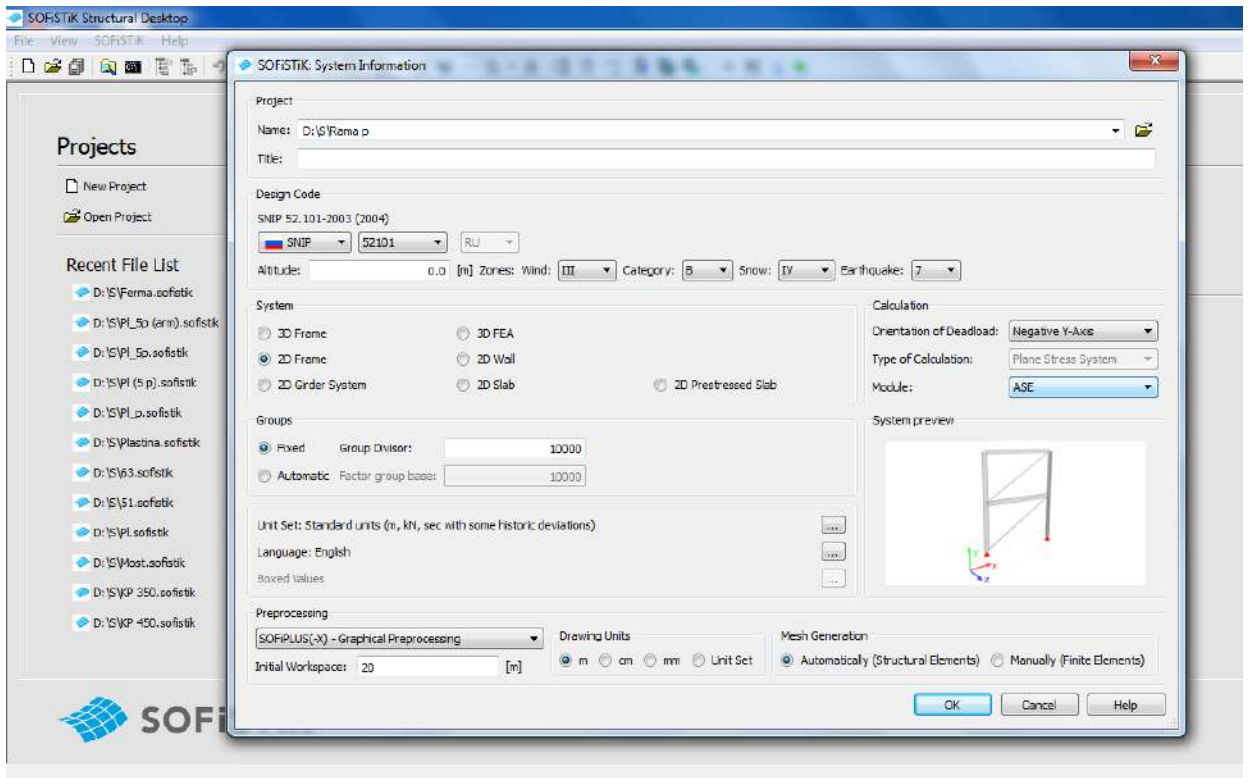 SOFiSTiK Structural Desktop
File View SOFiSTiK Help
SOFiSTiK: System Information
Projects
New Project
Open Project
Recent File List
D:\S\Ferma.sofistik
D:\S\Pl_5p (arm).sofistik
D:\S\Pl_5p.sofistik
D:\S\Pl (5 p).sofistik
D:\S\Pl_p.sofistik
D:\S\Plastina.sofistik
D:\S\63.sofistik
D:\S\51.sofistik
D:\S\Pl.sofistik
D:\S\Most.sofistik
D:\S\KP 350.sofistik
D:\S\KP 450.sofistik
SOFi
Project
Name: D:\S\Rama p
Title:
Design Code
SNIP 52.101-2003 (2004)
SNIP 52101 RU
Altitude: 0.0 [m] Zones: Wind: III Category: B Snow: IV Earthquake: 7
System
3D Frame 3D FEA
2D Frame 2D Wall
2D Girder System 2D Slab 2D Prestressed Slab
Calculation
Orientation of Deadload: Negative Y-Axis
Type of Calculation: Plane Stress System
Module: ASE
Groups
Fixed Group Divisor: 10000
Automatic Factor group base: 10000
System preview
Y
X
Z
Unit Set: Standard units (m, kN, sec with some historic deviations) ...
Language: English ...
Boxed Values ...
Preprocessing
SOFiPLUS(-X) - Graphical Preprocessing
Initial Workspace: 20 [m]
Drawing Units
m cm mm Unit Set
Mesh Generation
Automatically (Structural Elements) Manually (Finite Elements)
OK Cancel Help